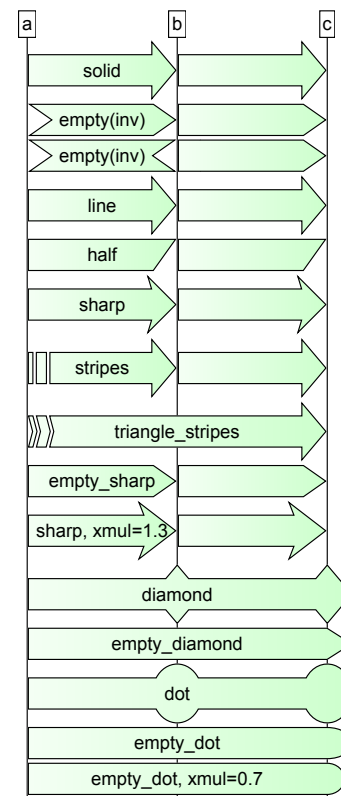 a b c
solid
empty(inv)
empty(inv)
line
half
sharp
stripes
triangle_stripes
empty_sharp
sharp, xmul=1.3
diamond
empty_diamond
dot
empty_dot
empty_dot, xmul=0.7